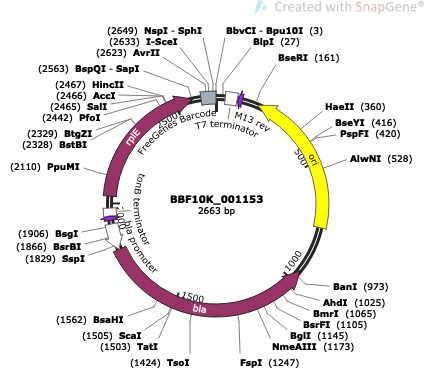 Created with SnapGene®
(2649) NspI - SphI
(2633) I-SceI
(2623) AvrII
(2563) BspQI - SapI
(2467) HincII
(2466) AccI
(2465) SalI
(2442) PfoI
(2329) BtgZI
(2328) BstBI
(2110) PpuMI
(1906) BsgI
(1866) BsrBI
(1829) SspI
(1562) BsaHI
(1505) ScaI
(1503) TatI
(1424) TsoI
BbvCI - Bpu10I (3)
BlpI (27)
BseRI (161)
HaeII (360)
BseYI (416)
PspFI (420)
AlwNI (528)
BanI (973)
AhdI (1025)
BmrI (1065)
BsrFI (1105)
BglI (1145)
NmeAIII (1173)
FspI (1247)
FreeGenes Barcode
T7 terminator
M13 rev
rplE
ori
tonB terminator
bla promoter
bla
500
1000
1500
2000
2500
BBF10K_001153
2663 bp